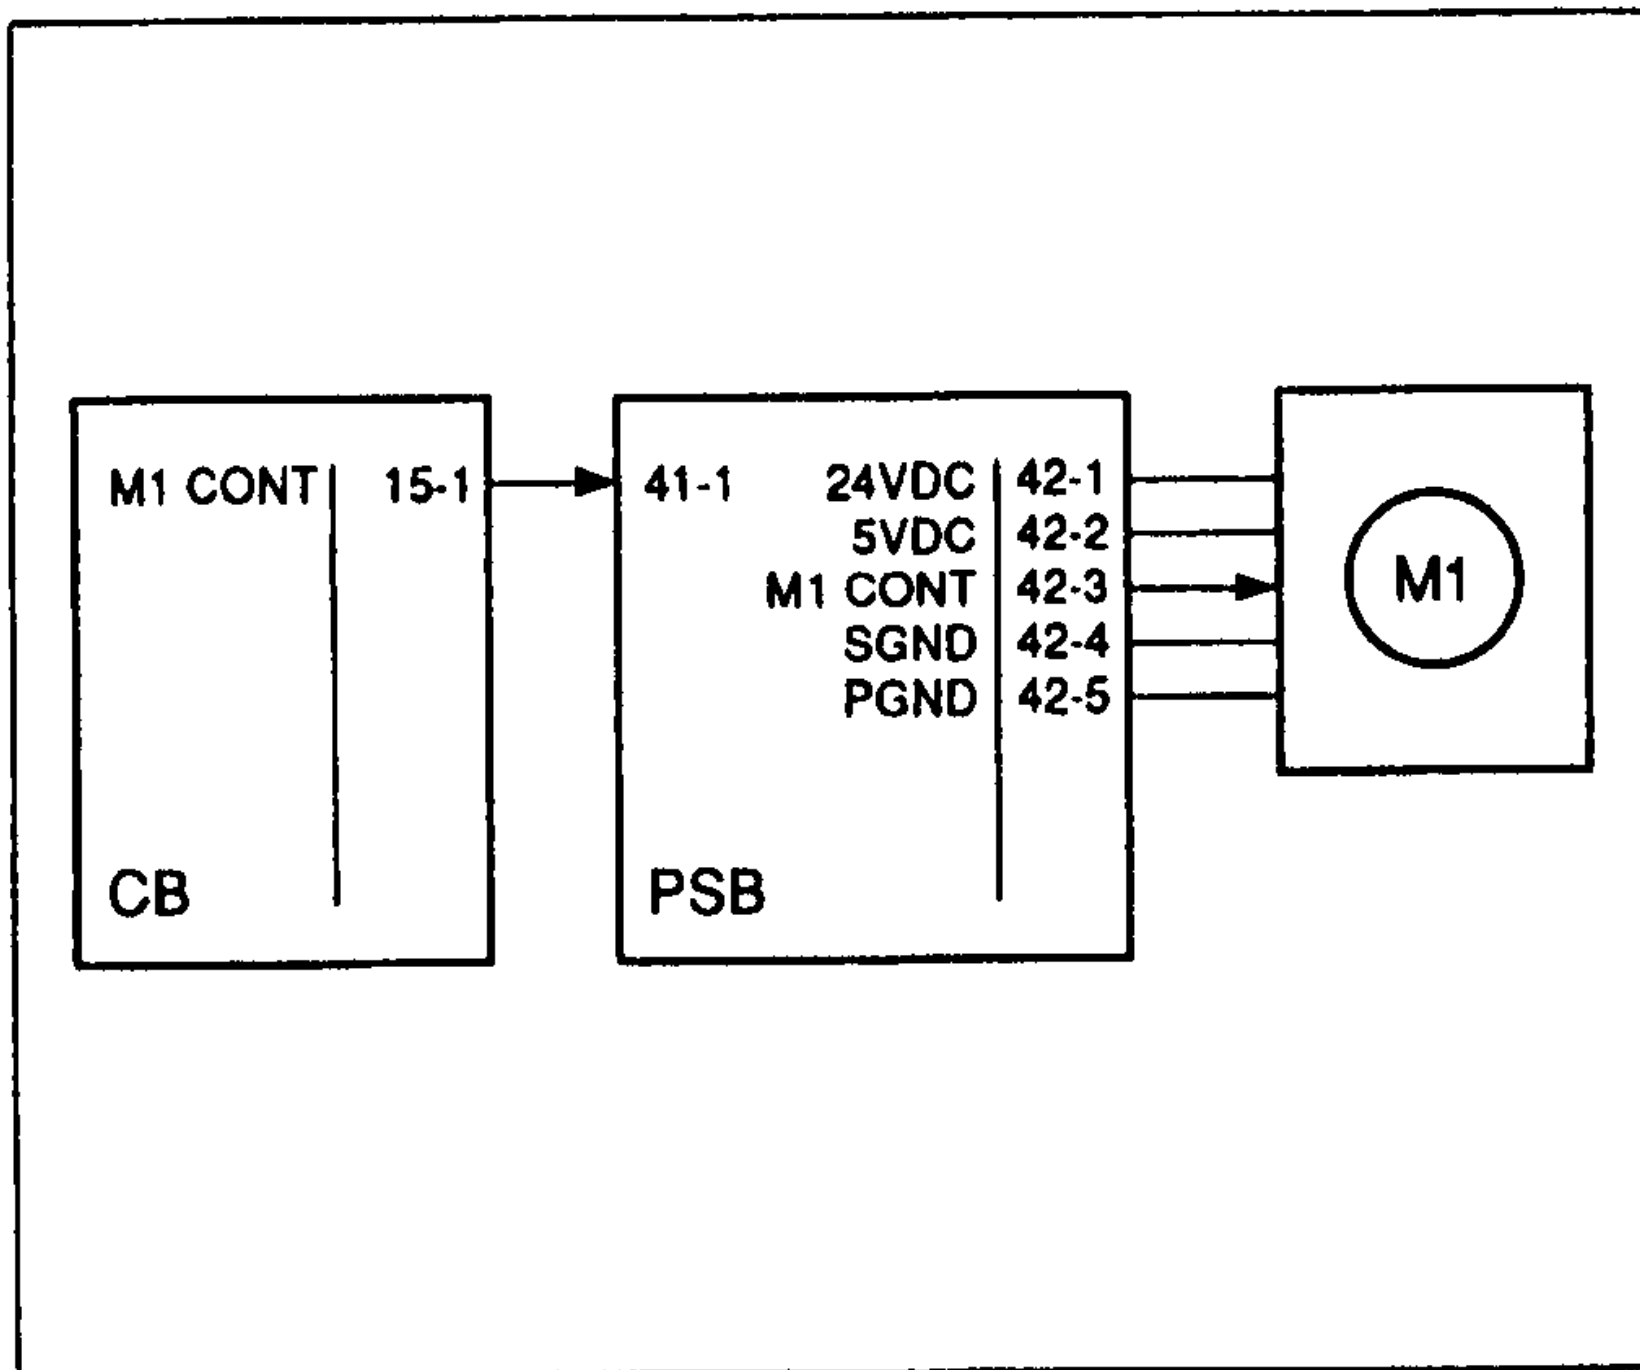 M1 CONT 15-1
41-1 24VDC 42-1
5VDC 42-2
M1 CONT 42-3
SGND 42-4
PGND 42-5
CB
PSB
M1